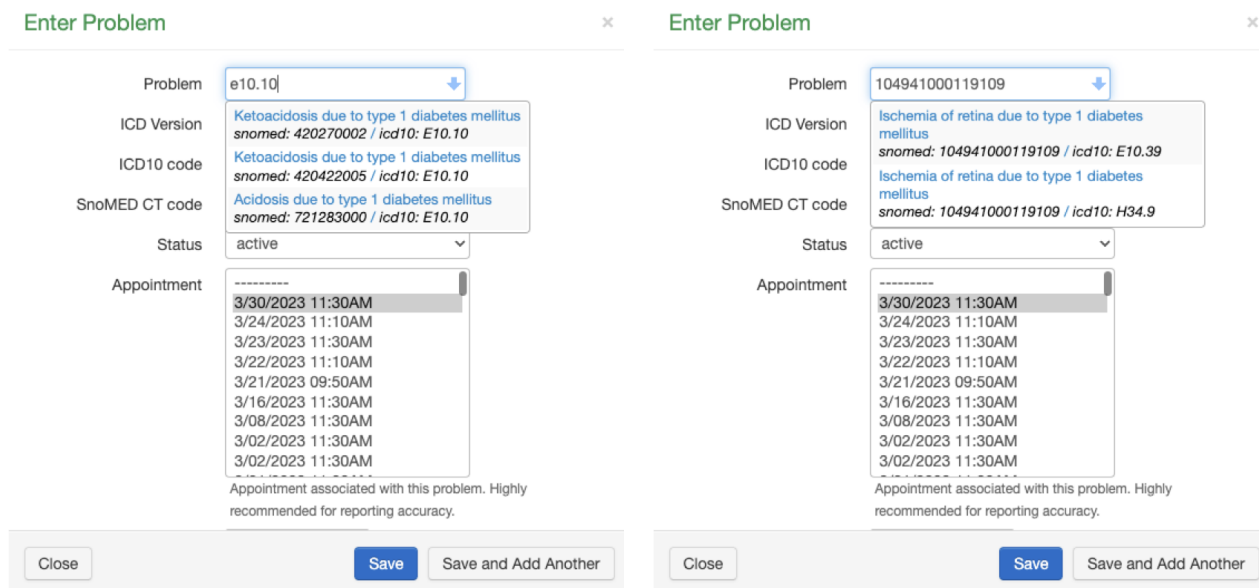 Enter Problem
×
Problem
e10.10
Ketoacidosis due to type 1 diabetes mellitus
snomed: 420270002 / icd10: E10.10
Ketoacidosis due to type 1 diabetes mellitus
snomed: 420422005 / icd10: E10.10
Acidosis due to type 1 diabetes mellitus
snomed: 721283000 / icd10: E10.10
ICD Version
ICD10 code
SnoMED CT code
Status
active
Appointment
---------
3/30/2023 11:30AM
3/24/2023 11:10AM
3/23/2023 11:30AM
3/22/2023 11:10AM
3/21/2023 09:50AM
3/16/2023 11:30AM
3/08/2023 11:30AM
3/02/2023 11:30AM
3/02/2023 11:30AM
Appointment associated with this problem. Highly
recommended for reporting accuracy.
Close
Save
Save and Add Another
Enter Problem
×
Problem
104941000119109
Ischemia of retina due to type 1 diabetes
mellitus
snomed: 104941000119109 / icd10: E10.39
Ischemia of retina due to type 1 diabetes
mellitus
snomed: 104941000119109 / icd10: H34.9
ICD Version
ICD10 code
SnoMED CT code
Status
active
Appointment
---------
3/30/2023 11:30AM
3/24/2023 11:10AM
3/23/2023 11:30AM
3/22/2023 11:10AM
3/21/2023 09:50AM
3/16/2023 11:30AM
3/08/2023 11:30AM
3/02/2023 11:30AM
3/02/2023 11:30AM
Appointment associated with this problem. Highly
recommended for reporting accuracy.
Close
Save
Save and Add Another